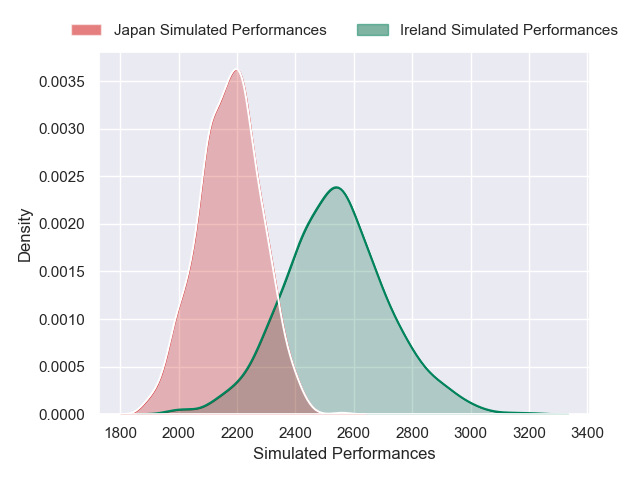 Japan Simulated Performances
Ireland Simulated Performances
0.0035
0.0030
0.0025
0.0020
0.0015
0.0010
0.0005
0.0000
Density
1800 2000 2200 2400 2600 2800 3000 3200 3400
Simulated Performances